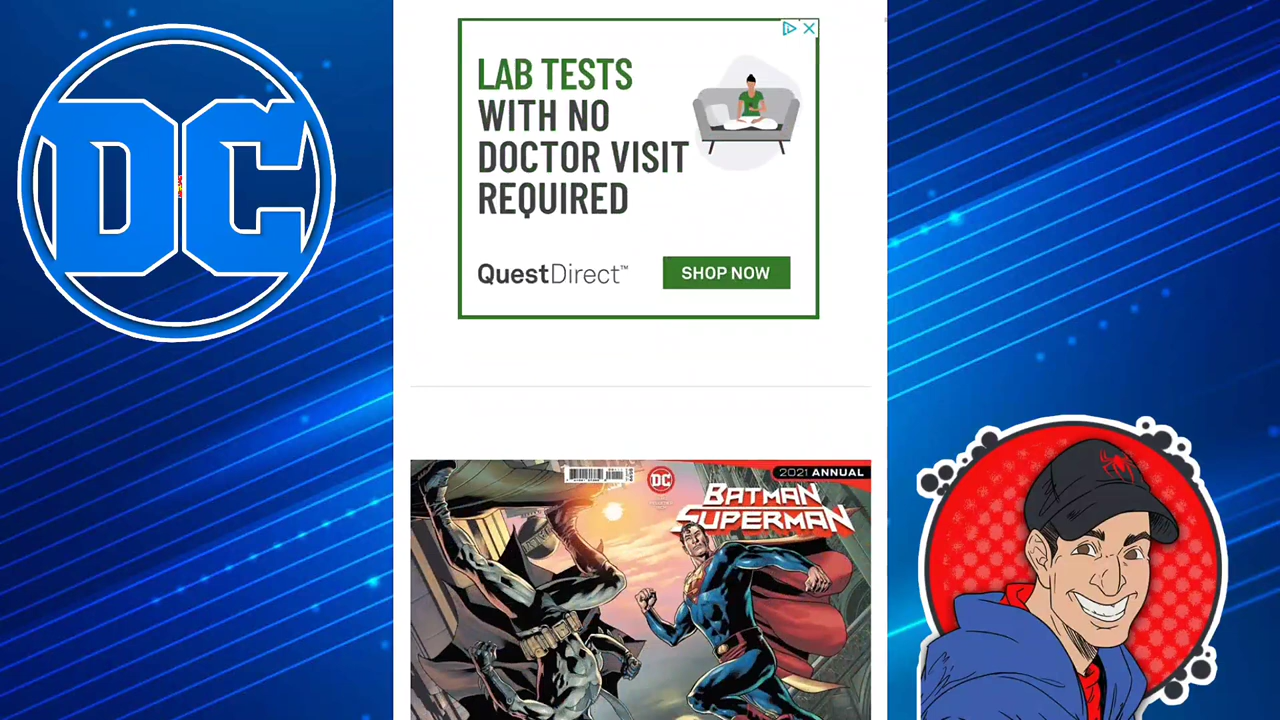 DC
LAB TESTS
WITH NO
DOCTOR VISIT
REQUIRED
QuestDirect™
SHOP NOW
2021 ANNUAL
DC
BATMAN
SUPERMAN